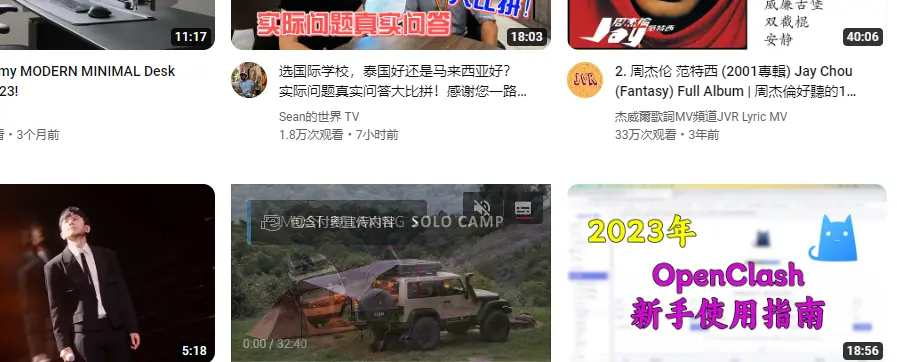 11:17
实际问题真实问答
大比拼!
18:03
周杰倫
范特西
Jay
威廉古堡
双截棍
安静
40:06
my MODERN MINIMAL Desk
23!
看•3个月前
选国际学校，泰国好还是马来西亚好？
实际问题真实问答大比拼！感谢您一路…
Sean的世界 TV
1.8万次观看•7小时前
JVR
2. 周杰伦 范特西 (2001專輯) Jay Chou
(Fantasy) Full Album | 周杰倫好聽的1…
杰威爾歌詞MV頻道JVR Lyric MV
33万次观看•3年前
5:18
包含付费宣传内容
SOLO CAMP
0:00 / 32:40
2023年
OpenClash
新手使用指南
18:56